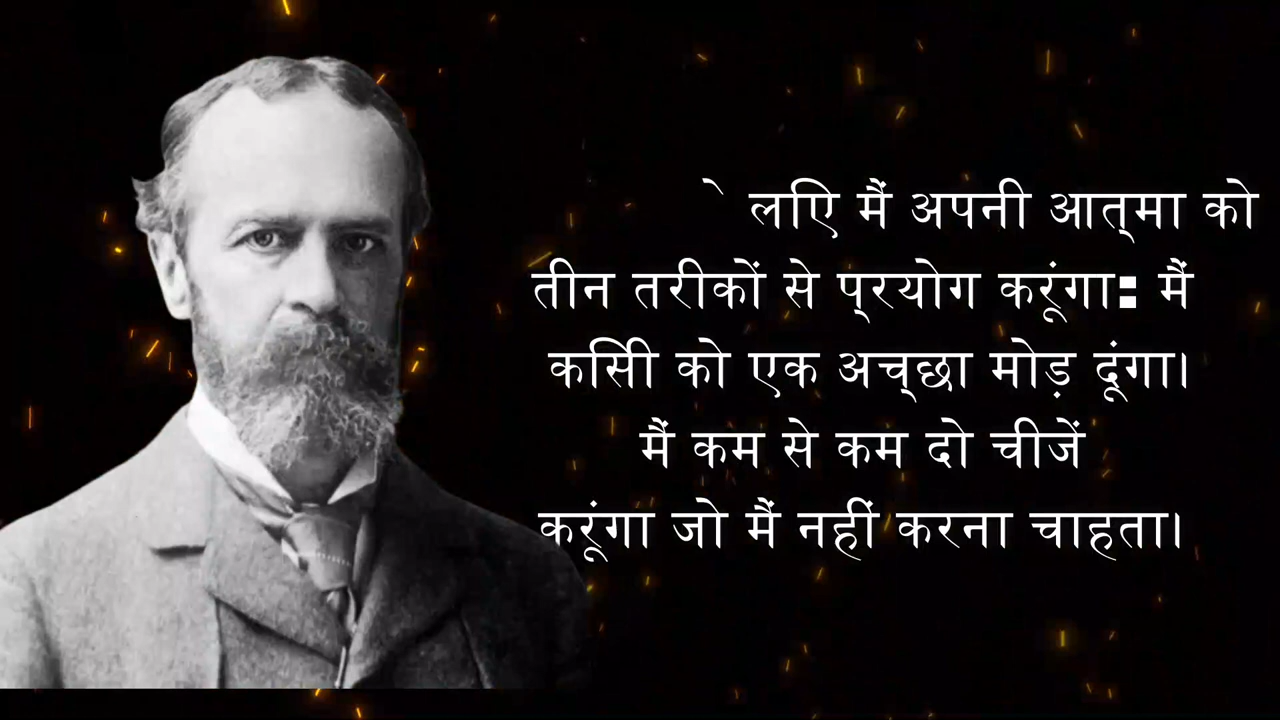 लिए मैं अपनी आत्मा को
तीन तरीकों से प्रयोग करूंगा: मैं
किसी को एक अच्छा मोड़ दूंगा।
मैं कम से कम दो चीजें
करूंगा जो मैं नहीं करना चाहता।